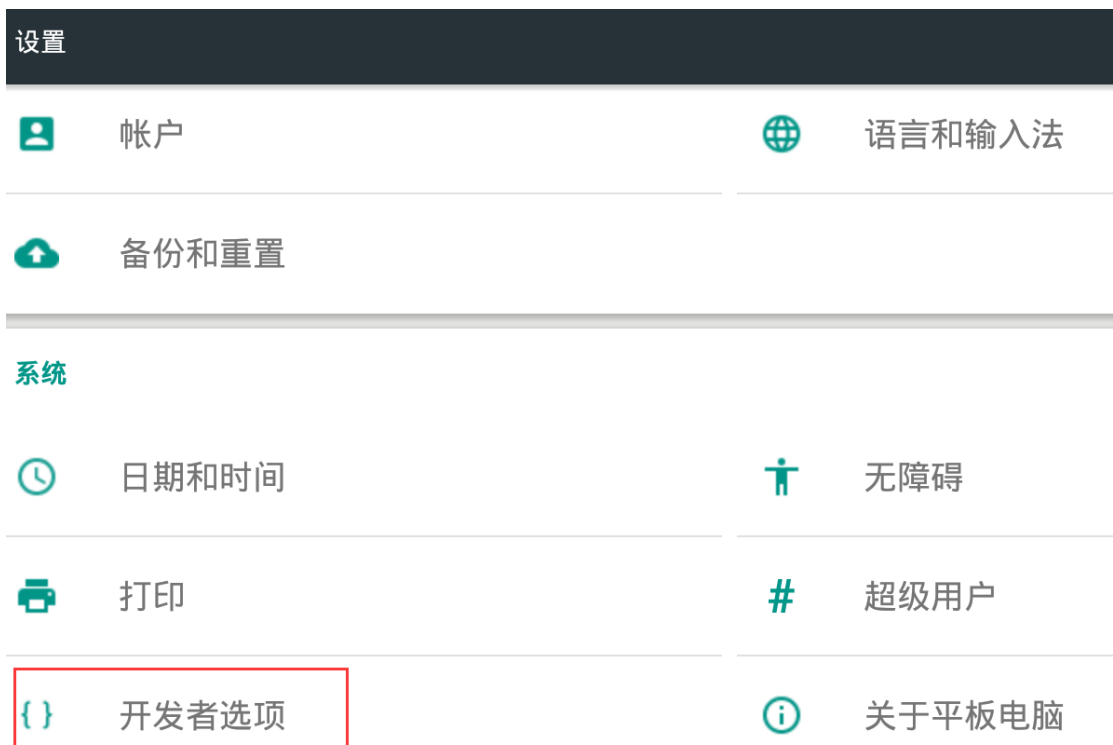 设置
帐户
语言和输入法
备份和重置
系统
日期和时间
无障碍
打印
# 超级用户
{ } 开发者选项
关于平板电脑